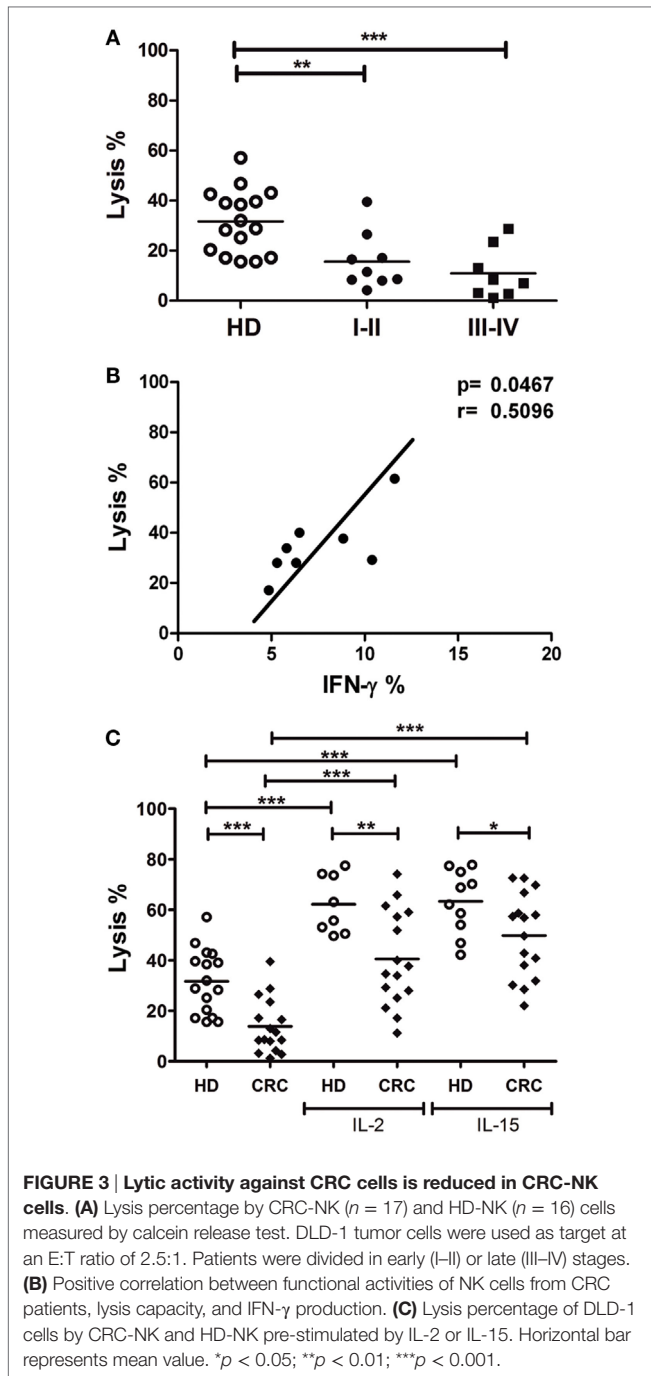 A
***
**
100
80
60
40
20
0
Lysis %
HD I-II III-IV
B
p= 0.0467
r= 0.5096
100
80
60
40
20
0
Lysis %
0 5 10 15 20
IFN-γ %
C
***
***
***
***
*** ** *
100
80
60
40
20
0
Lysis %
HD CRC HD CRC HD CRC
IL-2 IL-15
FIGURE 3 | Lytic activity against CRC cells is reduced in CRC-NK
cells. (A) Lysis percentage by CRC-NK (n = 17) and HD-NK (n = 16) cells
measured by calcein release test. DLD-1 tumor cells were used as target at
an E:T ratio of 2.5:1. Patients were divided in early (I–II) or late (III–IV) stages.
(B) Positive correlation between functional activities of NK cells from CRC
patients, lysis capacity, and IFN-γ production. (C) Lysis percentage of DLD-1
cells by CRC-NK and HD-NK pre-stimulated by IL-2 or IL-15. Horizontal bar
represents mean value. *p < 0.05; **p < 0.01; ***p < 0.001.